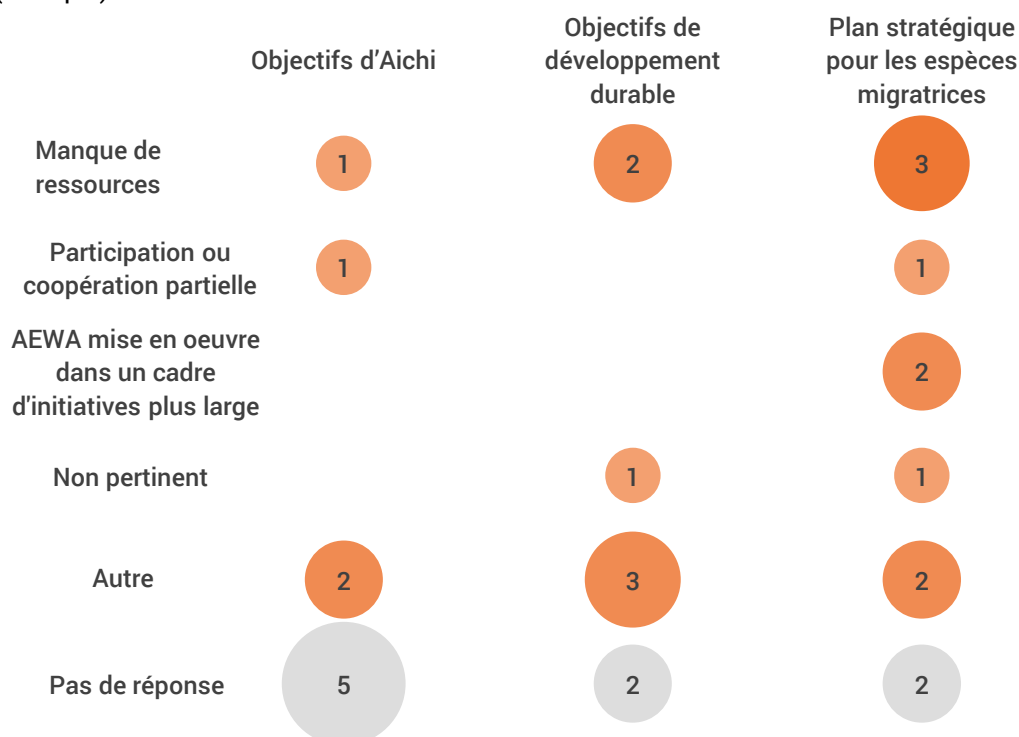 Objectifs d'Aichi
Objectifs de
développement
durable
Plan stratégique
pour les espèces
migratrices
Manque de
ressources
1
2
3
Participation ou
coopération partielle
1
1
AEWA mise en oeuvre
dans un cadre
d'initiatives plus large
2
Non pertinent
1
1
Autre
2
3
2
Pas de réponse
5
2
2